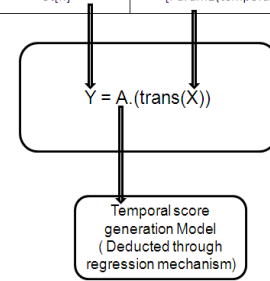 Y = A.(trans(X))
Temporal score
generation Model
( Deducted through
regression mechanism)